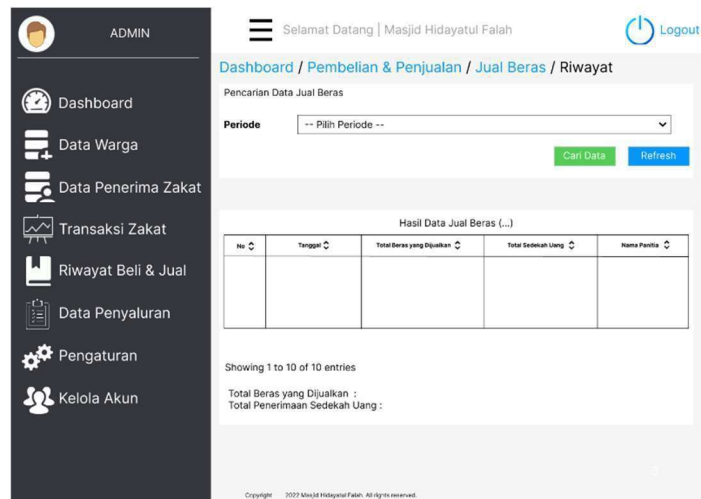 ADMIN
Selamat Datang | Masjid Hidayatul Falah
Logout
Dashboard / Pembelian & Penjualan / Jual Beras / Riwayat
Dashboard
Data Warga
Data Penerima Zakat
Transaksi Zakat
Riwayat Beli & Jual
Data Penyaluran
Pengaturan
Kelola Akun
Pencarian Data Jual Beras
Periode
-- Pilih Periode --
Cari Data
Refresh
Hasil Data Jual Beras (...)
No Tanggal Total Beras yang Dijualkan Total Sedekah Uang Nama Panitia
Showing 1 to 10 of 10 entries
Total Beras yang Dijualkan :
Total Penerimaan Sedekah Uang :
Copyright 2022 Masjid Hidayatul Falah. All rights reserved.